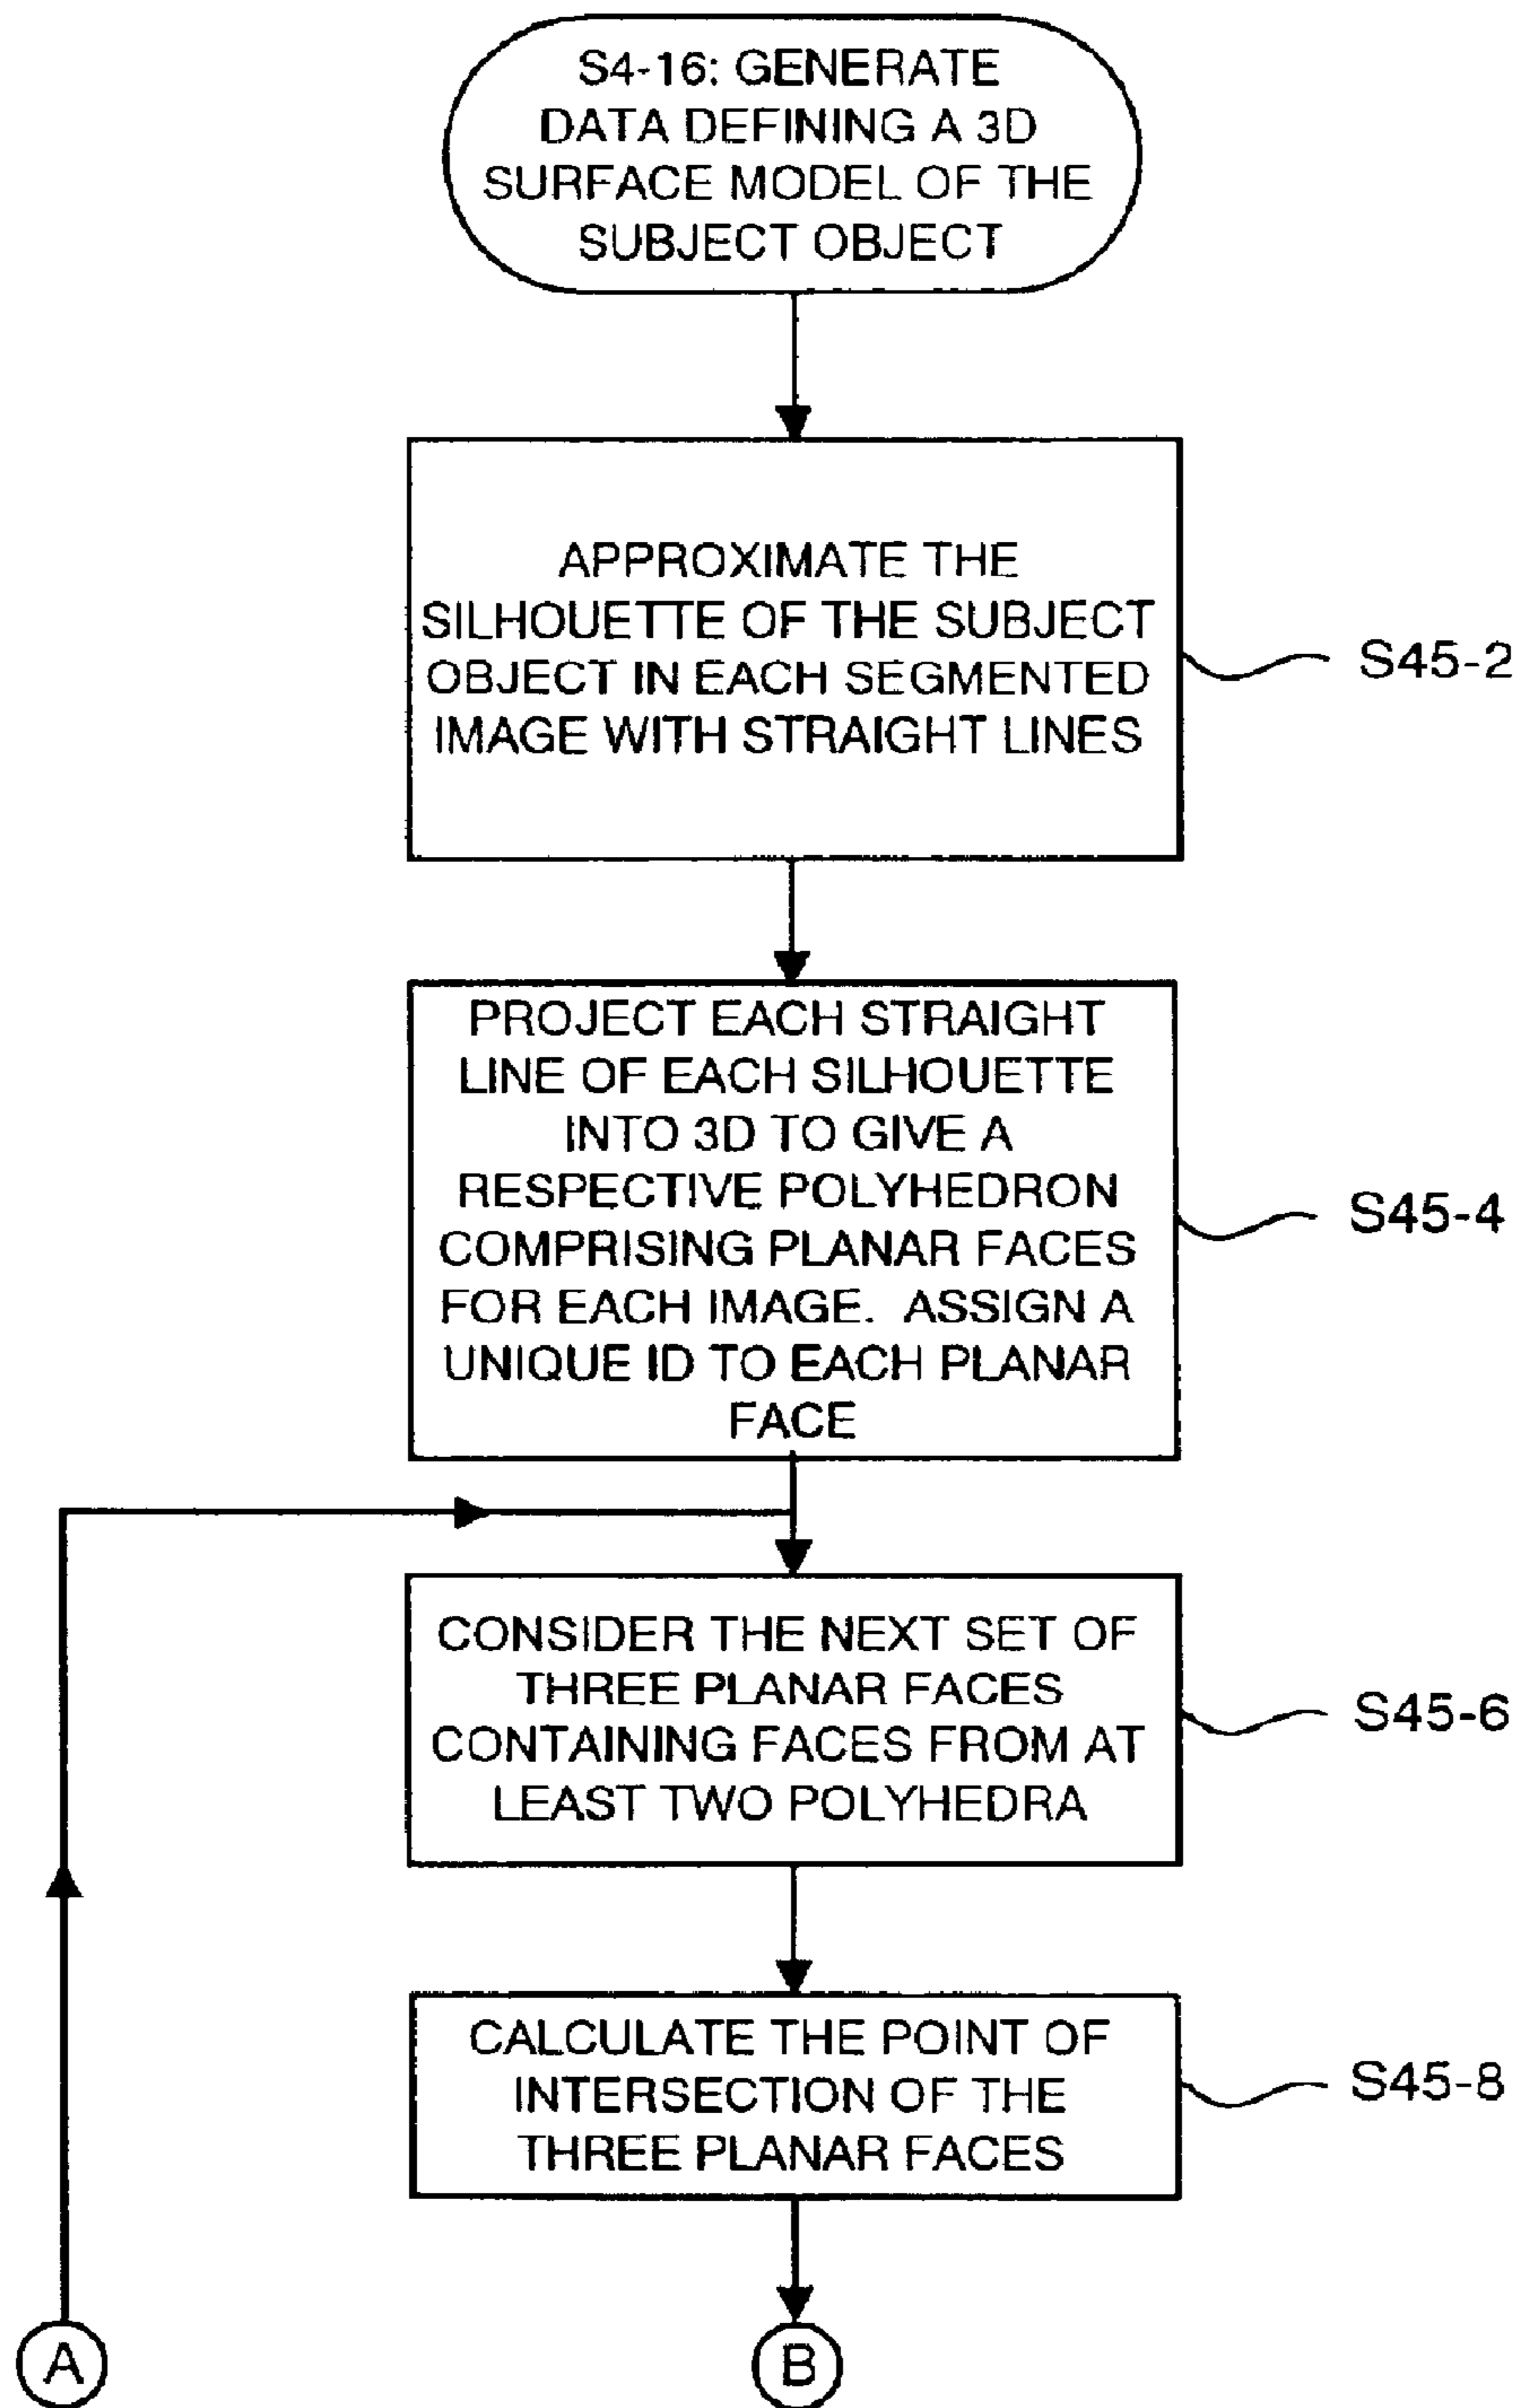 S4-16: GENERATE
DATA DEFINING A 3D
SURFACE MODEL OF THE
SUBJECT OBJECT
APPROXIMATE THE
SILHOUETTE OF THE SUBJECT
OBJECT IN EACH SEGMENTED
IMAGE WITH STRAIGHT LINES
S45-2
PROJECT EACH STRAIGHT
LINE OF EACH SILHOUETTE
INTO 3D TO GIVE A
RESPECTIVE POLYHEDRON
COMPRISING PLANAR FACES
FOR EACH IMAGE. ASSIGN A
UNIQUE ID TO EACH PLANAR
FACE
S45-4
CONSIDER THE NEXT SET OF
THREE PLANAR FACES
CONTAINING FACES FROM AT
LEAST TWO POLYHEDRA
S45-6
CALCULATE THE POINT OF
INTERSECTION OF THE
THREE PLANAR FACES
S45-8
A
B